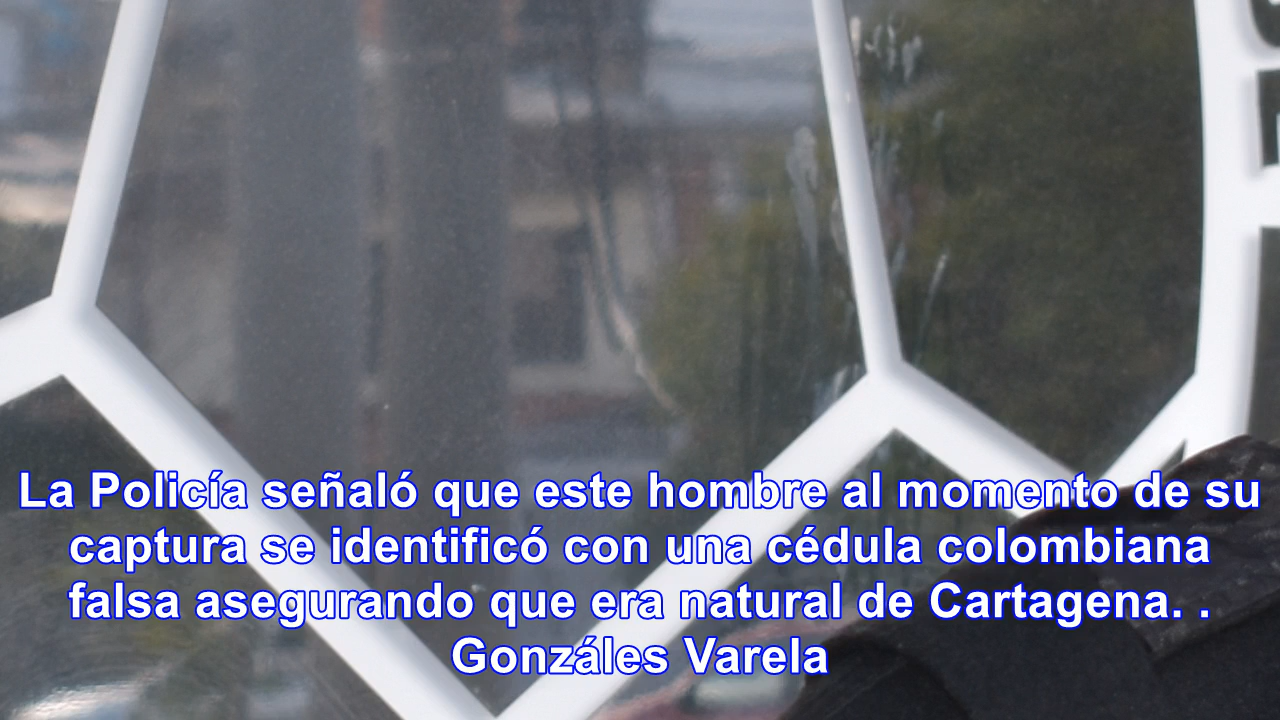 La Policía señaló que este hombre al momento de su
captura se identificó con una cédula colombiana
falsa asegurando que era natural de Cartagena. .
Gonzáles Varela